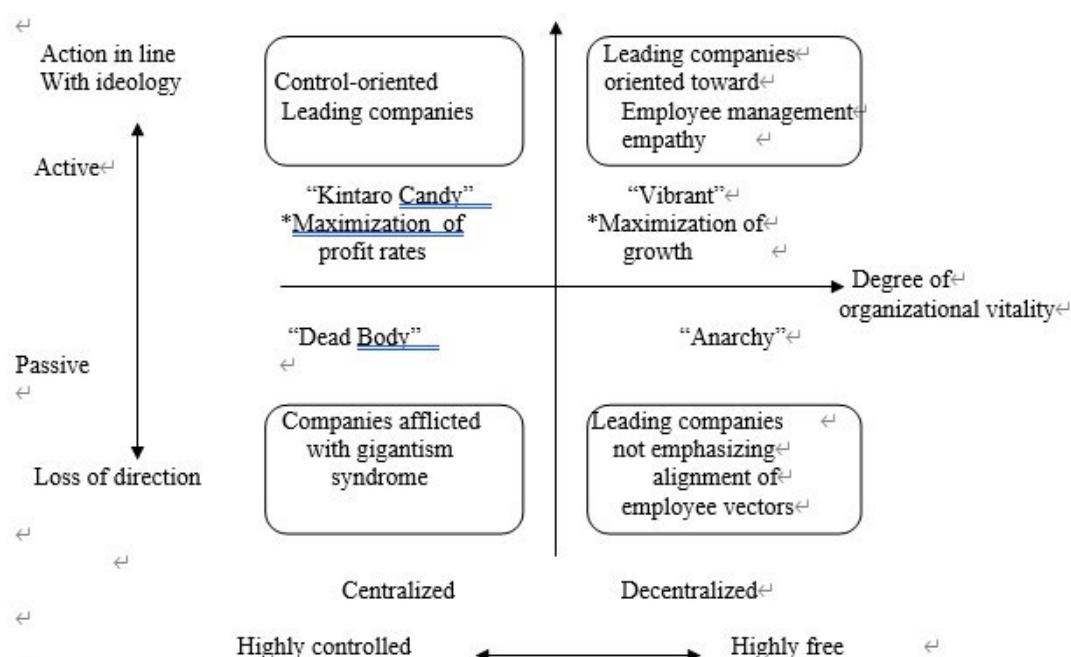 Action in line
With ideology
Control-oriented
Leading companies
Leading companies
oriented toward
Employee management
empathy
Active
“Kintaro Candy”
*Maximization of
profit rates
“Vibrant”
*Maximization of
growth
Degree of
organizational vitality
“Dead Body”
“Anarchy”
Passive
Companies afflicted
with gigantism
syndrome
Leading companies
not emphasizing
alignment of
employee vectors
Loss of direction
Centralized
Decentralized
Highly controlled
Highly free